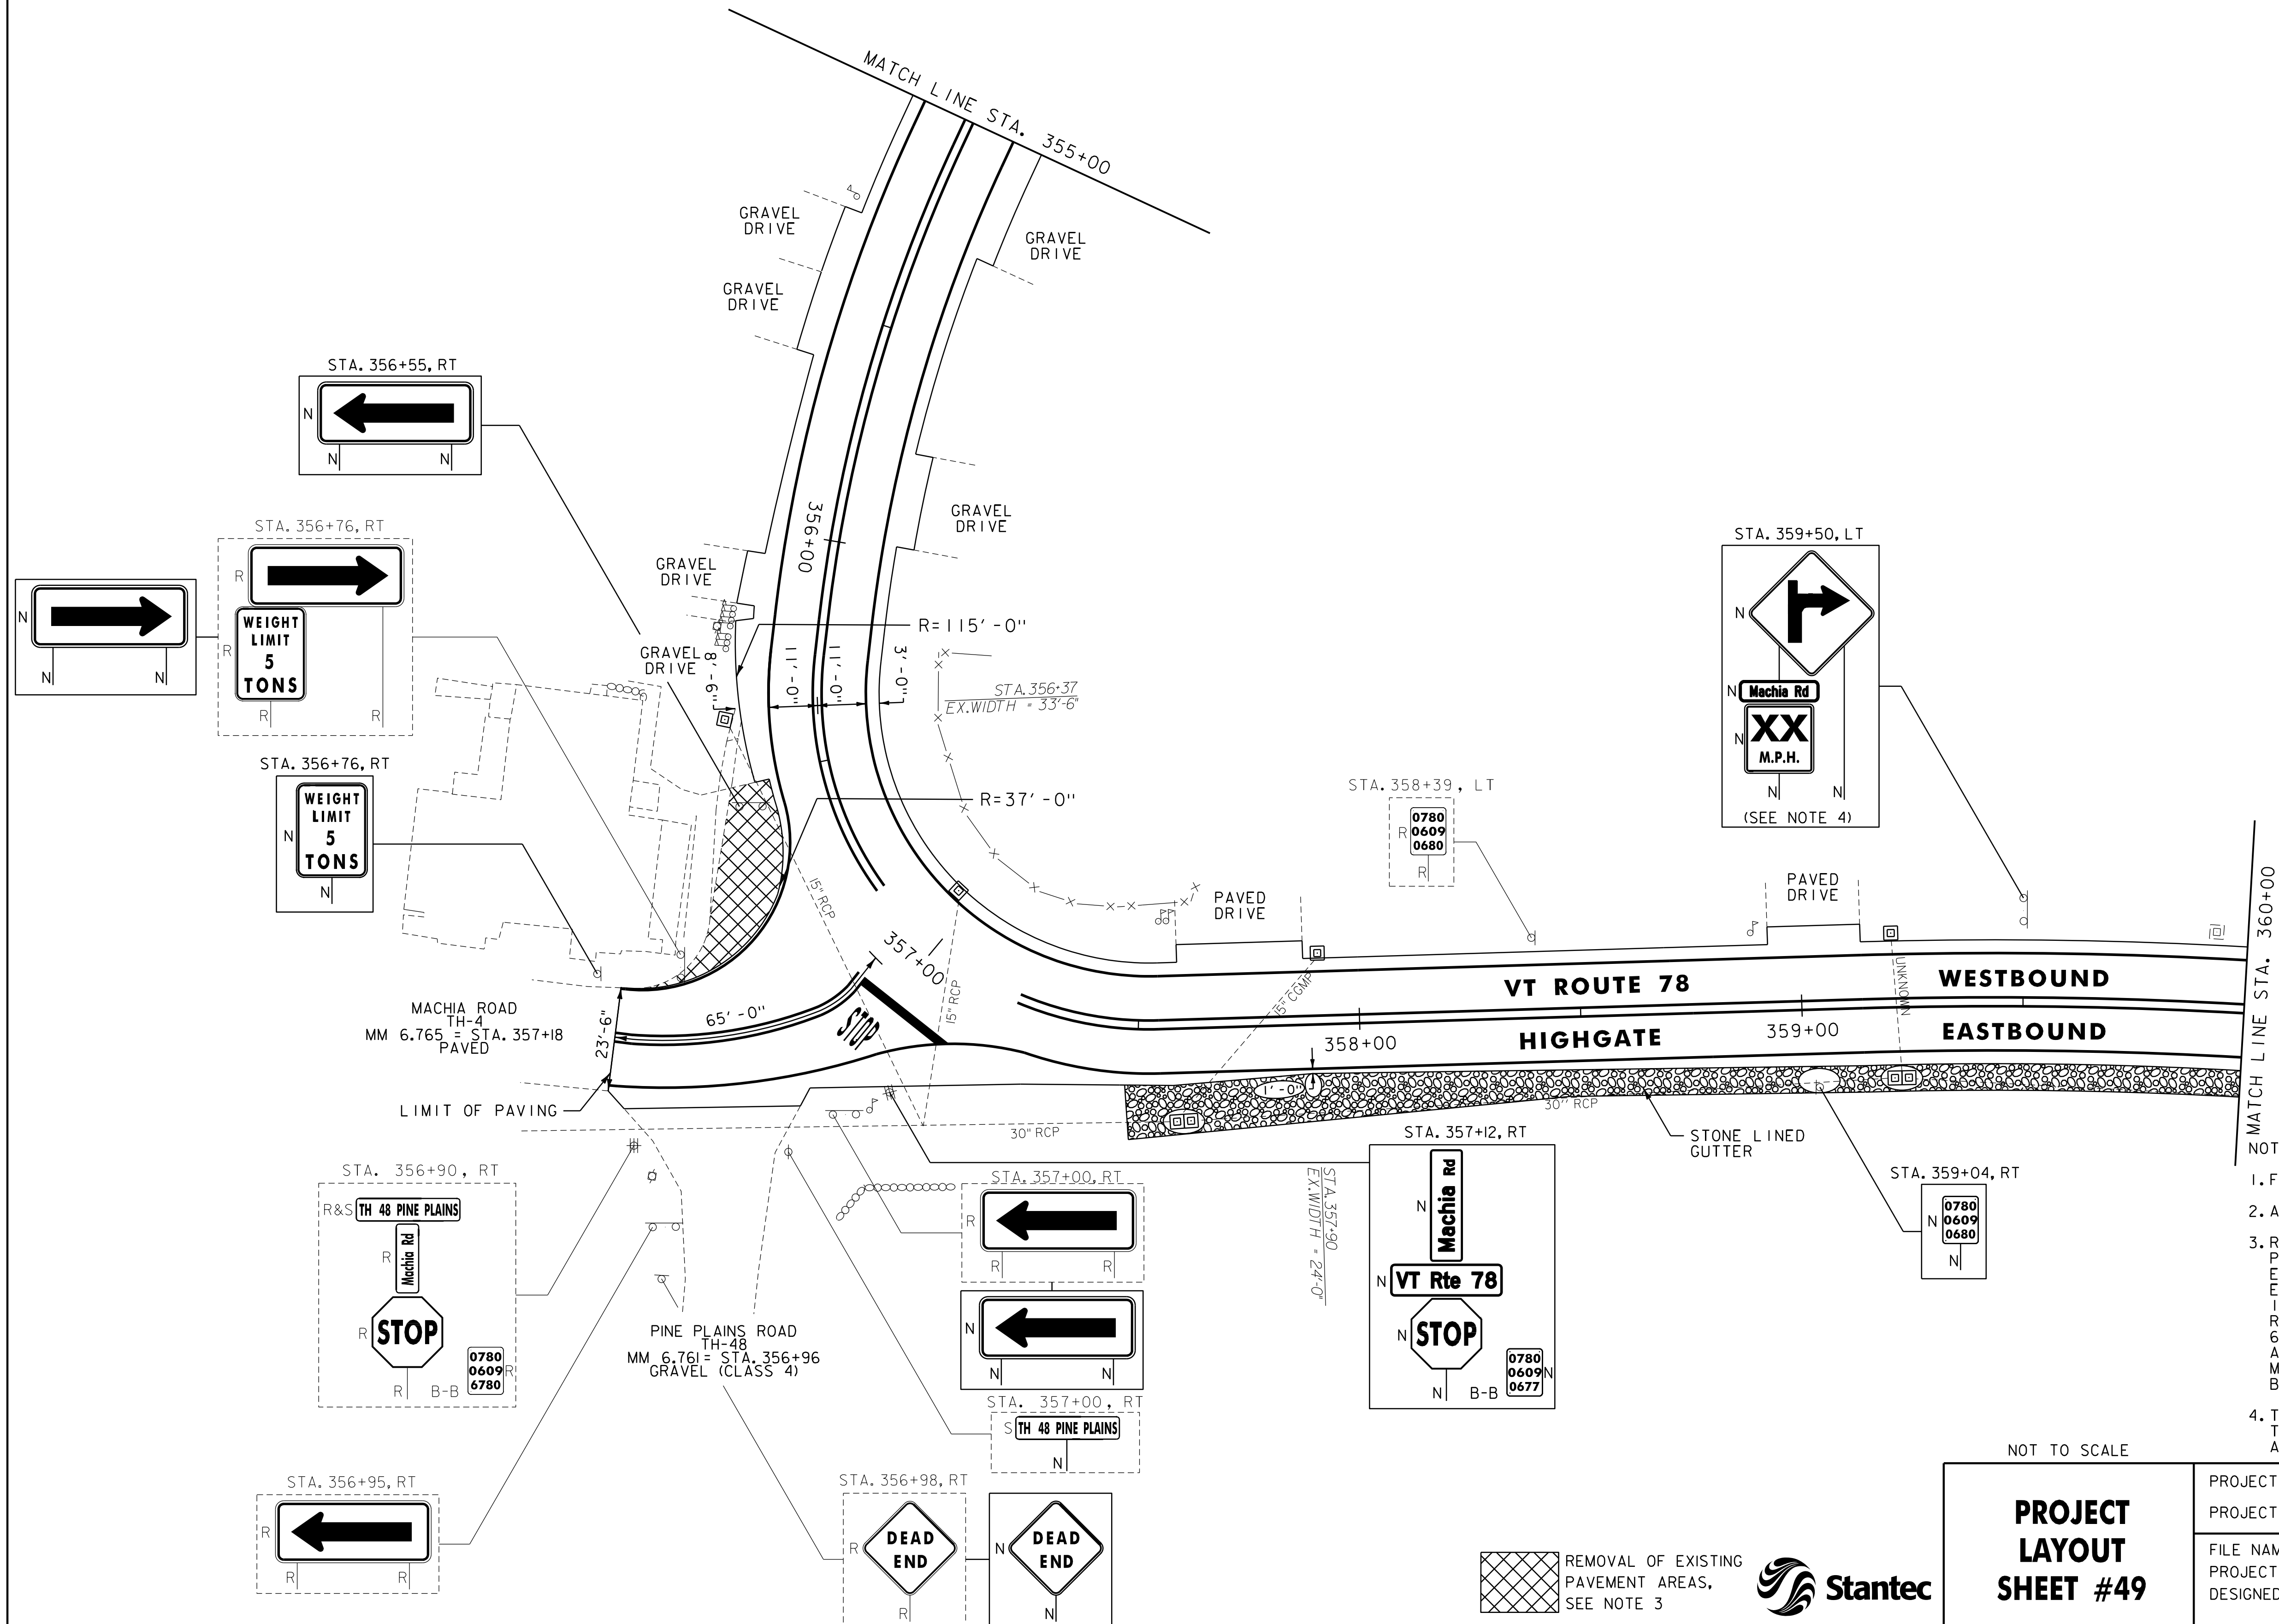 MATCH LINE STA. 355+00
GRAVEL
DRIVE
GRAVEL
DRIVE
GRAVEL
DRIVE
STA. 356+55, RT
N
N
N
356+00
GRAVEL
DRIVE
STA. 356+76, RT
R
WEIGHT
LIMIT
5
TONS
R
R
R
N
N
N
GRAVEL
DRIVE
GRAVEL
DRIVE
R=115'-0"
8'-6"
11'-0"
11'-0"
3'-0"
STA. 356+37
EX. WIDTH = 33'-6"
STA. 359+50, LT
N
N
Machia Rd
XX
M.P.H.
N
N
N
(SEE NOTE 4)
STA. 356+76, RT
WEIGHT
LIMIT
5
TONS
N
N
R=37'-0"
STA. 358+39, LT
0780
0609
0680
R
R
15" RCP
PAVED
DRIVE
PAVED
DRIVE
MATCH LINE STA. 360+00
357+00
15" RCP
15" CGMP
UNKNOWN
VT ROUTE 78
WESTBOUND
MACHIA ROAD
TH-4
MM 6.765 = STA. 357+18
PAVED
23'-6"
65'-0"
STOP
358+00
HIGHGATE
359+00
EASTBOUND
LIMIT OF PAVING
1'-0"
30" RCP
30" RCP
STONE LINED
GUTTER
STA. 356+90, RT
R&S TH 48 PINE PLAINS
R
Machia Rd
R
STOP
R
B-B
0780
0609
6780
R
STA. 357+00, RT
R
R
R
N
N
N
STA. 357+90
EX. WIDTH = 24'-0"
STA. 357+12, RT
N
Machia Rd
N
VT Rte 78
N
STOP
N
B-B
0780
0609
0677
N
STA. 359+04, RT
0780
0609
0680
N
N
PINE PLAINS ROAD
TH-48
MM 6.761 = STA. 356+96
GRAVEL (CLASS 4)
STA. 357+00, RT
S TH 48 PINE PLAINS
N
STA. 356+95, RT
R
R
R
STA. 356+98, RT
R
DEAD
END
R
N
DEAD
END
N
NOT
1. F
2. A
3. R
P
E
E
I
R
6
A
M
B
4. T
T
A
NOT TO SCALE
REMOVAL OF EXISTING
PAVEMENT AREAS,
SEE NOTE 3
Stantec
PROJECT
LAYOUT
SHEET #49
PROJECT
PROJECT
FILE NAM
PROJECT
DESIGNED